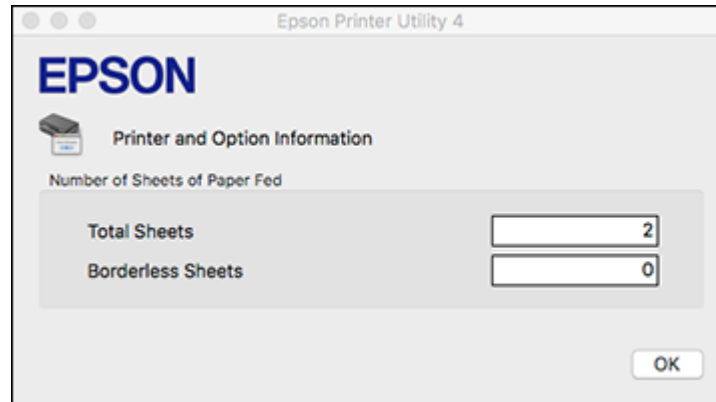 Epson Printer Utility 4
EPSON
Printer and Option Information
Number of Sheets of Paper Fed
Total Sheets 2
Borderless Sheets 0
OK